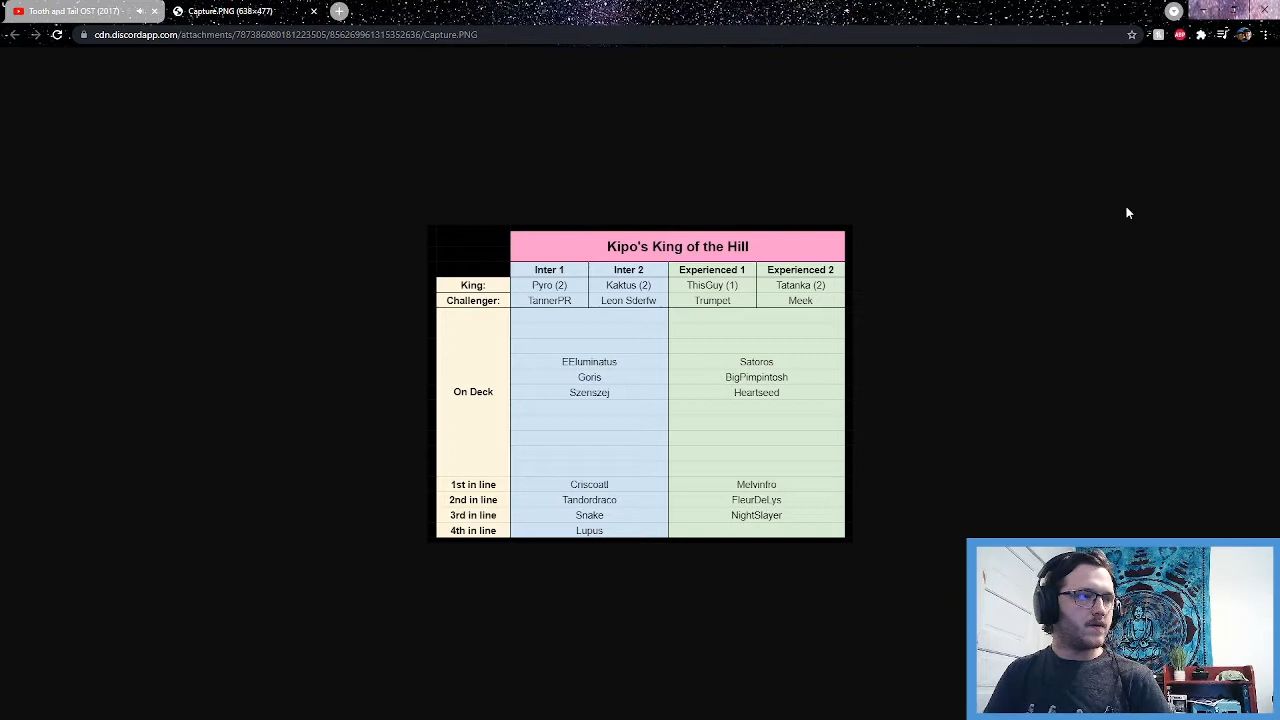 Tooth and Tail OST (2017) -
Capture.PNG (638×477)
cdn.discordapp.com/attachments/787386080181223505/856269961315352636/Capture.PNG
ABP
Kipo's King of the Hill
Inter 1 Inter 2 Experienced 1 Experienced 2
King: Pyro (2) Kaktus (2) ThisGuy (1) Tatanka (2)
Challenger: TannerPR Leon Sderfw Trumpet Meek
EEluminatus Satoros
Goris BigPimpintosh
On Deck Szenszej Heartseed
1st in line Criscoatl Melvinfro
2nd in line Tandordraco FleurDeLys
3rd in line Snake NightSlayer
4th in line Lupus